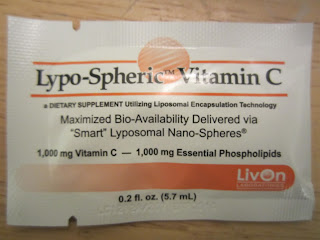 Lypo-Spheric™ Vitamin C
a DIETARY SUPPLEMENT Utilizing Liposomal Encapsulation Technology
Maximized Bio-Availability Delivered via
"Smart" Lyposomal Nano-Spheres®
1,000 mg Vitamin C — 1,000 mg Essential Phospholipids
LivOn
LABORATORIES
0.2 fl. oz. (5.7 mL)